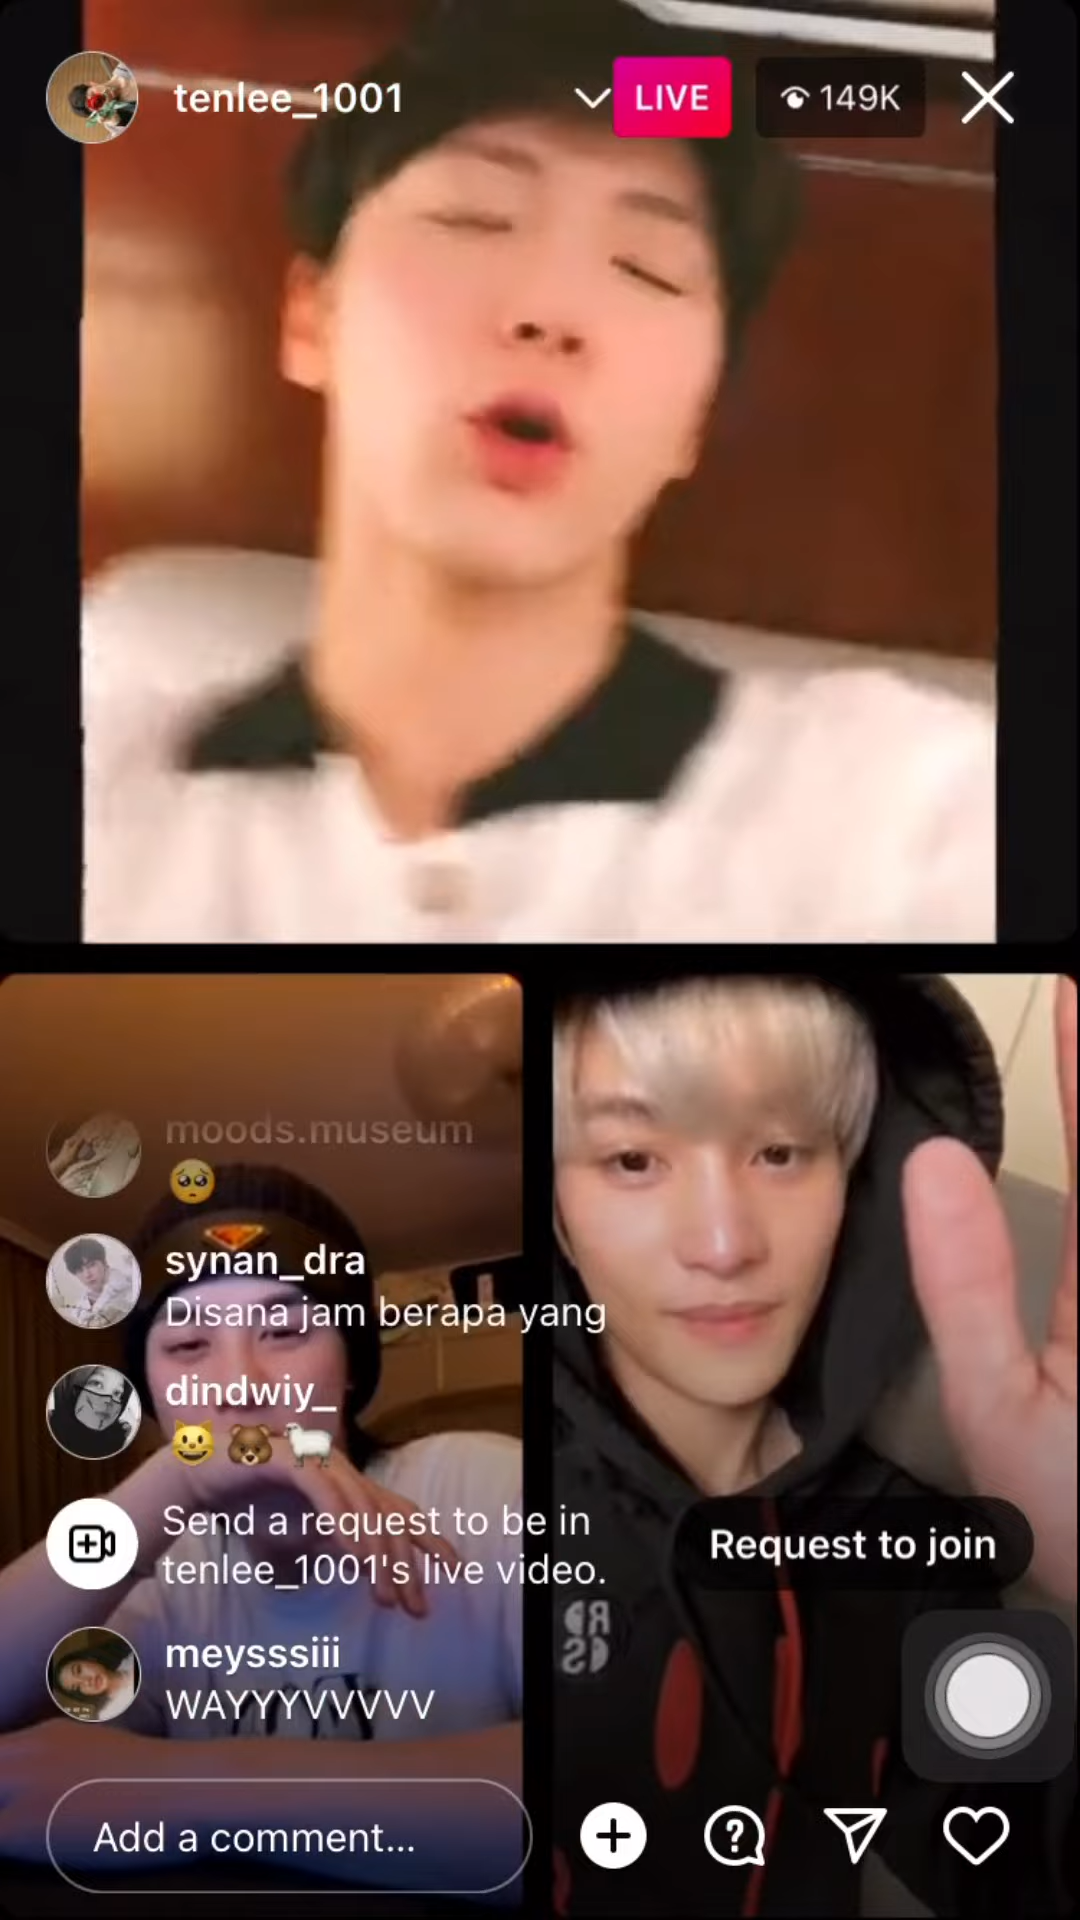 tenlee_1001
LIVE
149K
moods.museum
🥺
synan_dra
Disana jam berapa yang
dindwiy_
😺🐻🐑
Send a request to be in
tenlee_1001's live video.
Request to join
meysssiii
WAYYYVVVVV
Add a comment...